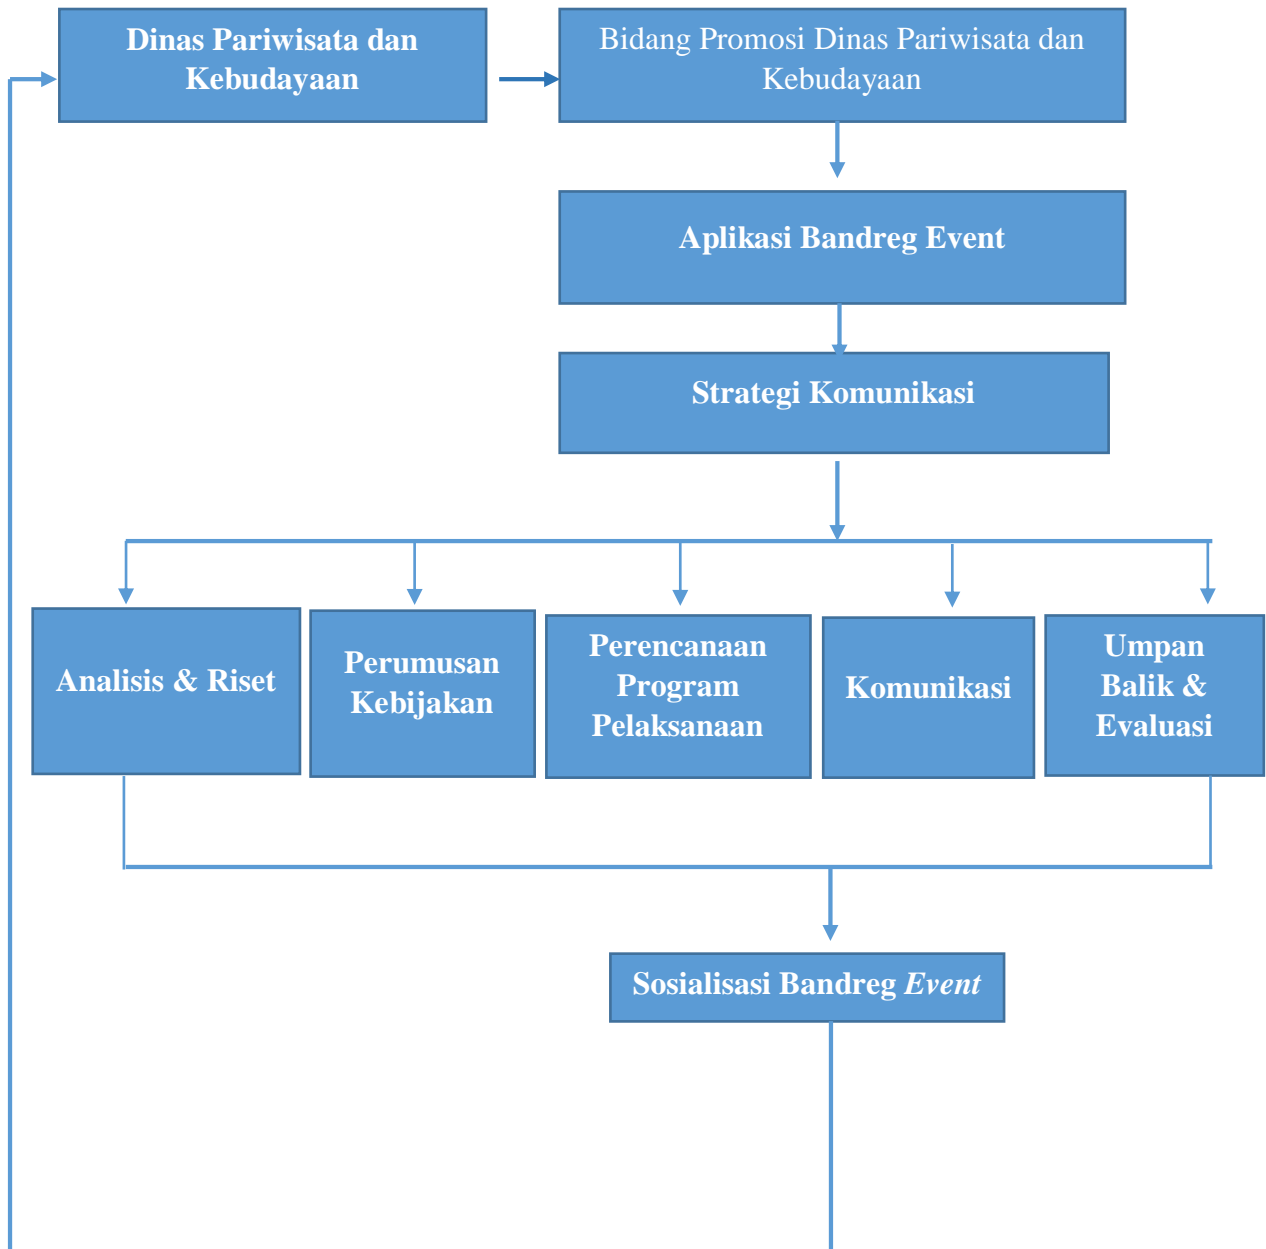 Dinas Pariwisata dan
Kebudayaan
Bidang Promosi Dinas Pariwisata dan
Kebudayaan
Aplikasi Bandreg Event
Strategi Komunikasi
Analisis & Riset
Perumusan
Kebijakan
Perencanaan
Program
Pelaksanaan
Komunikasi
Umpan
Balik &
Evaluasi
Sosialisasi Bandreg Event